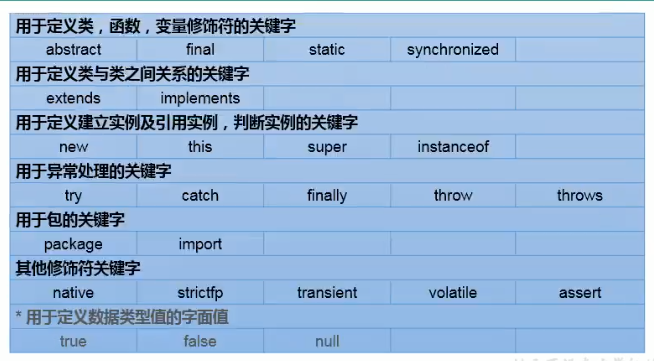 用于定义类，函数，变量修饰符的关键字
abstract final static synchronized
用于定义类与类之间关系的关键字
extends implements
用于定义建立实例及引用实例，判断实例的关键字
new this super instanceof
用于异常处理的关键字
try catch finally throw throws
用于包的关键字
package import
其他修饰符关键字
native strictfp transient volatile assert
* 用于定义数据类型值的字面值
true false null